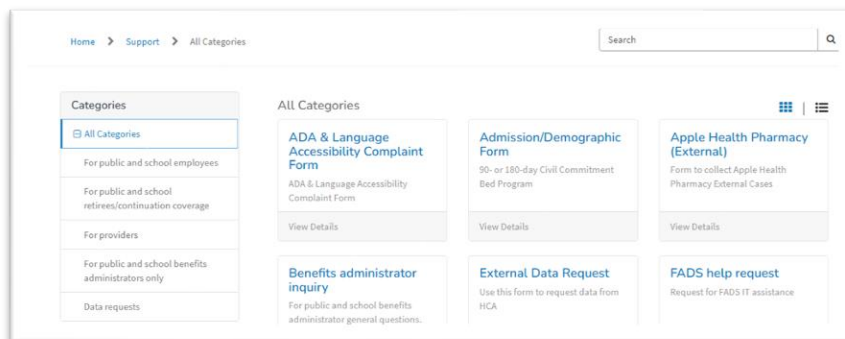 Home > Support > All Categories
Search
Categories
All Categories
For public and school employees
For public and school
retirees/continuation coverage
For providers
For public and school benefits
administrators only
Data requests
All Categories
ADA & Language
Accessibility Complaint
Form
ADA & Language Accessibility
Complaint Form
View Details
Admission/Demographic
Form
90- or 180-day Civil Commitment
Bed Program
View Details
Apple Health Pharmacy
(External)
Form to collect Apple Health
Pharmacy External Cases
View Details
Benefits administrator
inquiry
For public and school benefits
administrator general questions.
External Data Request
Use this form to request data from
HCA
FADS help request
Request for FADS IT assistance